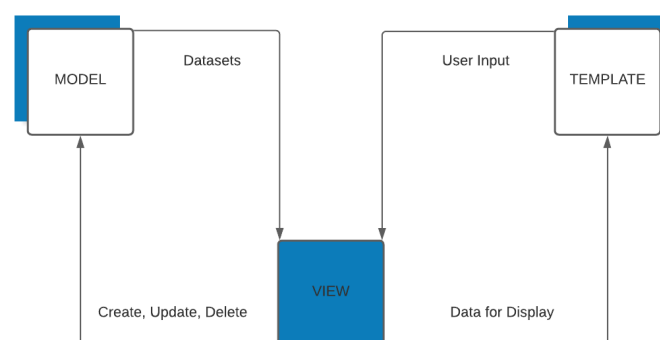 Datasets
User Input
MODEL
TEMPLATE
VIEW
Create, Update, Delete
Data for Display